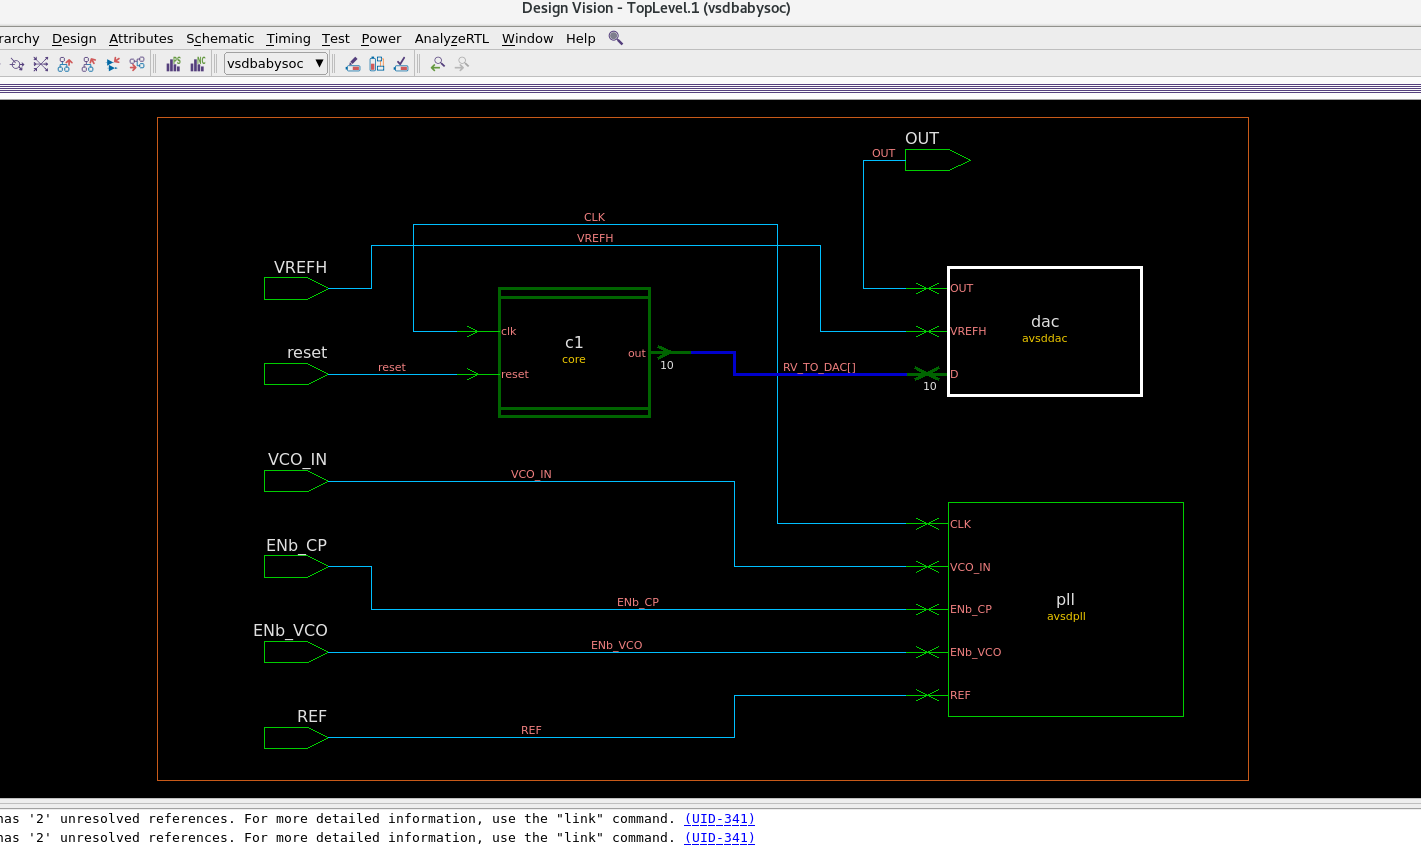 Design Vision - TopLevel.1 (vsdbabysoc)
rarchy Design Attributes Schematic Timing Test Power AnalyzeRTL Window Help
PS NC vsdbabysoc
OUT
OUT
CLK
VREFH
VREFH
OUT
dac
avsddac
VREFH
clk
c1
core
reset
out
reset
reset
10
RV_TO_DAC[]
D
10
VCO_IN
VCO_IN
CLK
ENb_CP
VCO_IN
pll
avsdpll
ENb_CP
ENb_CP
ENb_VCO
ENb_VCO
ENb_VCO
REF
REF
REF
has '2' unresolved references. For more detailed information, use the "link" command. (UID-341)
has '2' unresolved references. For more detailed information, use the "link" command. (UID-341)